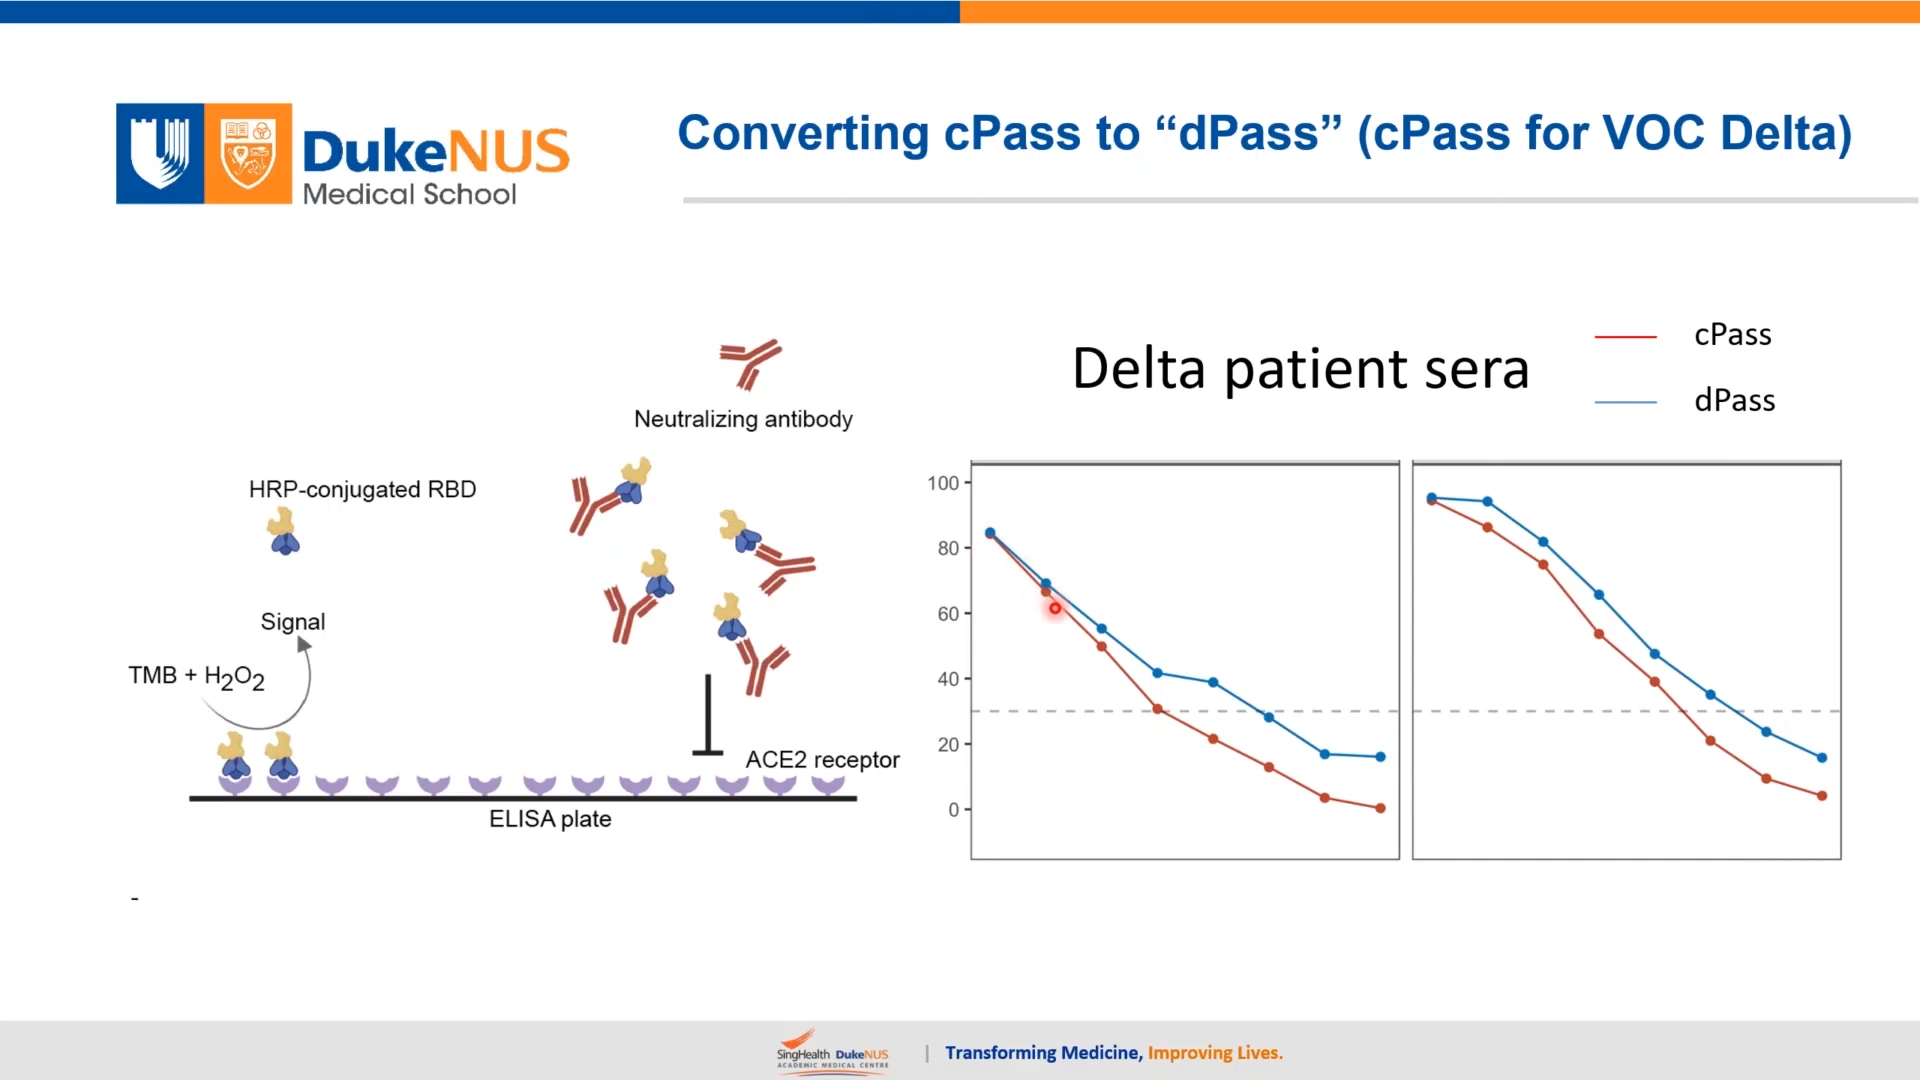 DukeNUS
Medical School
Converting cPass to “dPass” (cPass for VOC Delta)
Neutralizing antibody
HRP-conjugated RBD
Signal
TMB + H2O2
ACE2 receptor
ELISA plate
Delta patient sera
cPass
dPass
100
80
60
40
20
0
-
SingHealth DukeNUS
ACADEMIC MEDICAL CENTRE
| Transforming Medicine, Improving Lives.